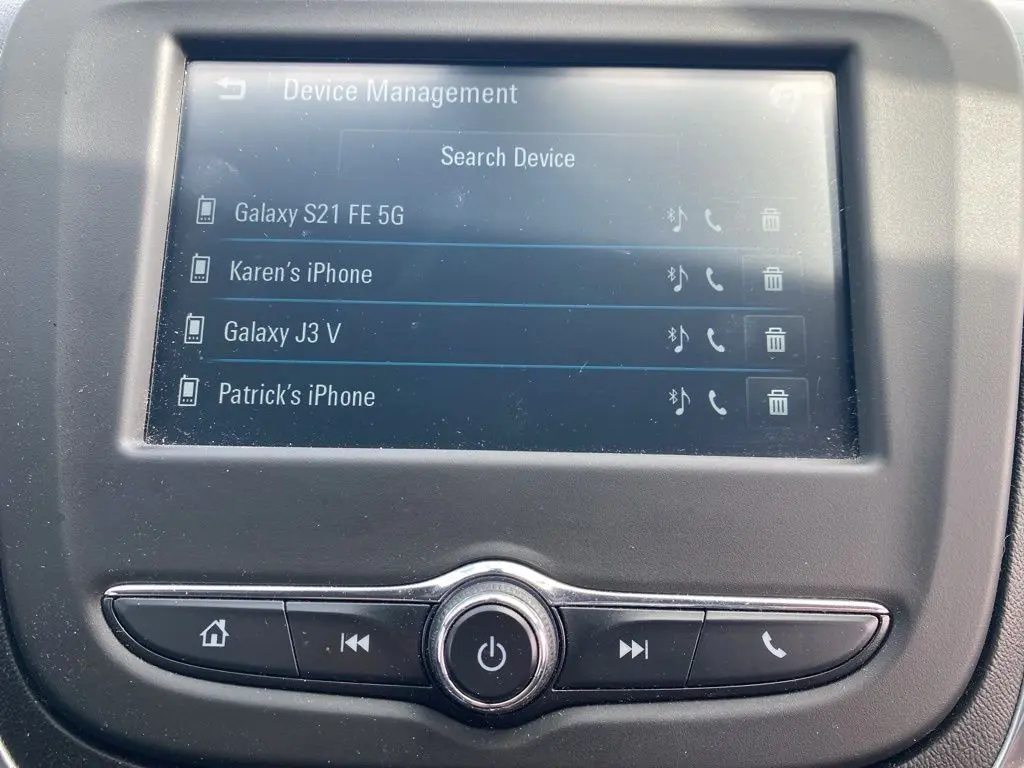 Device Management
Search Device
Galaxy S21 FE 5G
Karen's iPhone
Galaxy J3 V
Patrick's iPhone